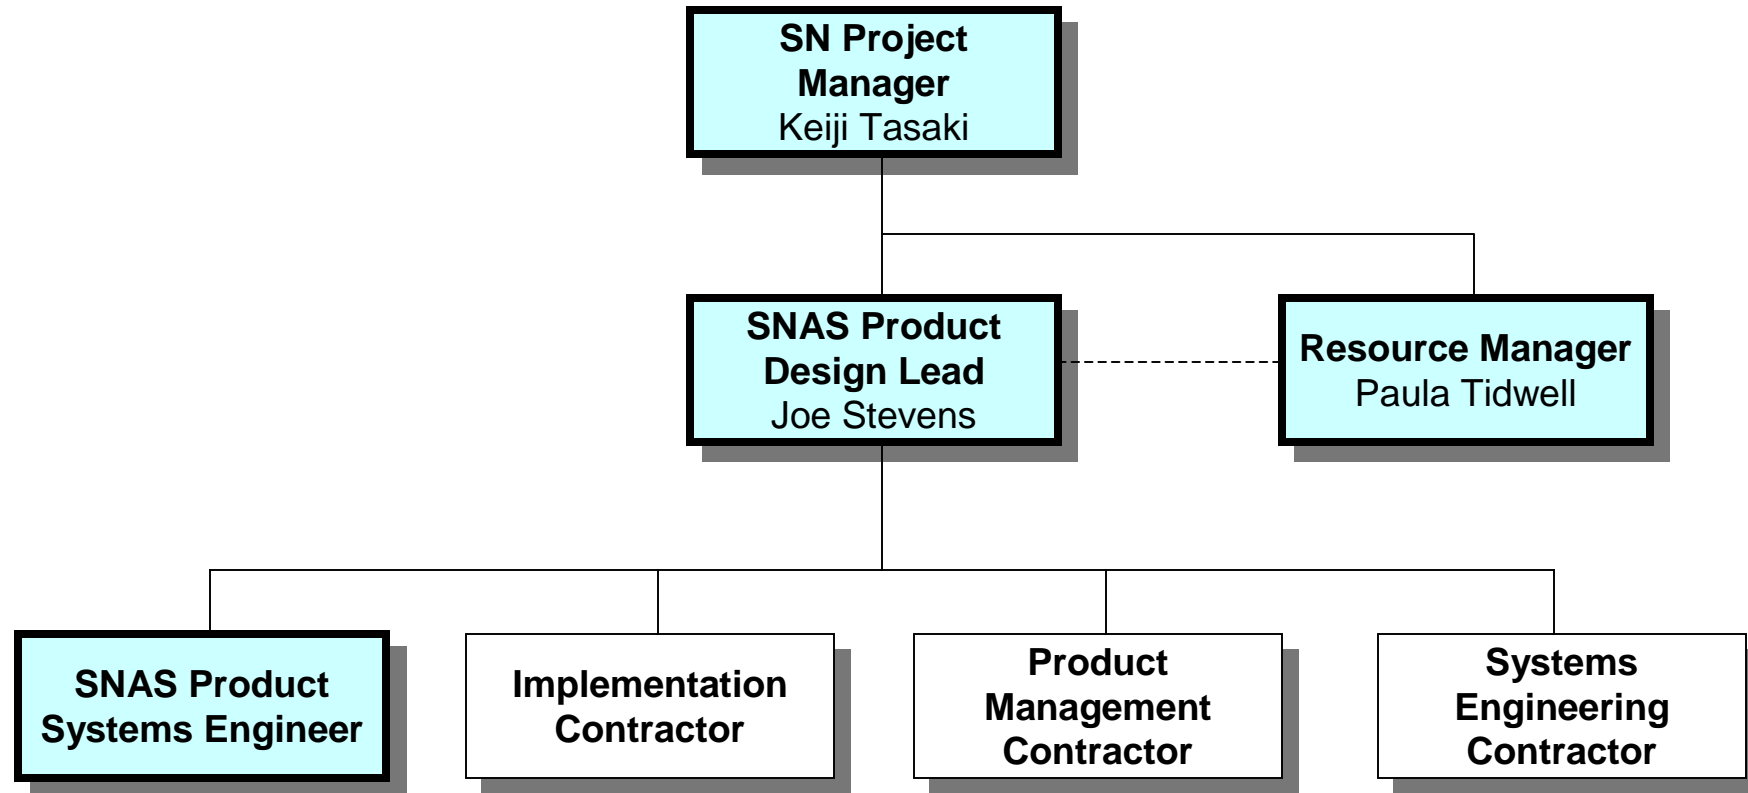 SN Project
Manager
Keiji Tasaki
SNAS Product
Design Lead
Joe Stevens
Resource Manager
Paula Tidwell
SNAS Product
Systems Engineer
Implementation
Contractor
Product
Management
Contractor
Systems
Engineering
Contractor